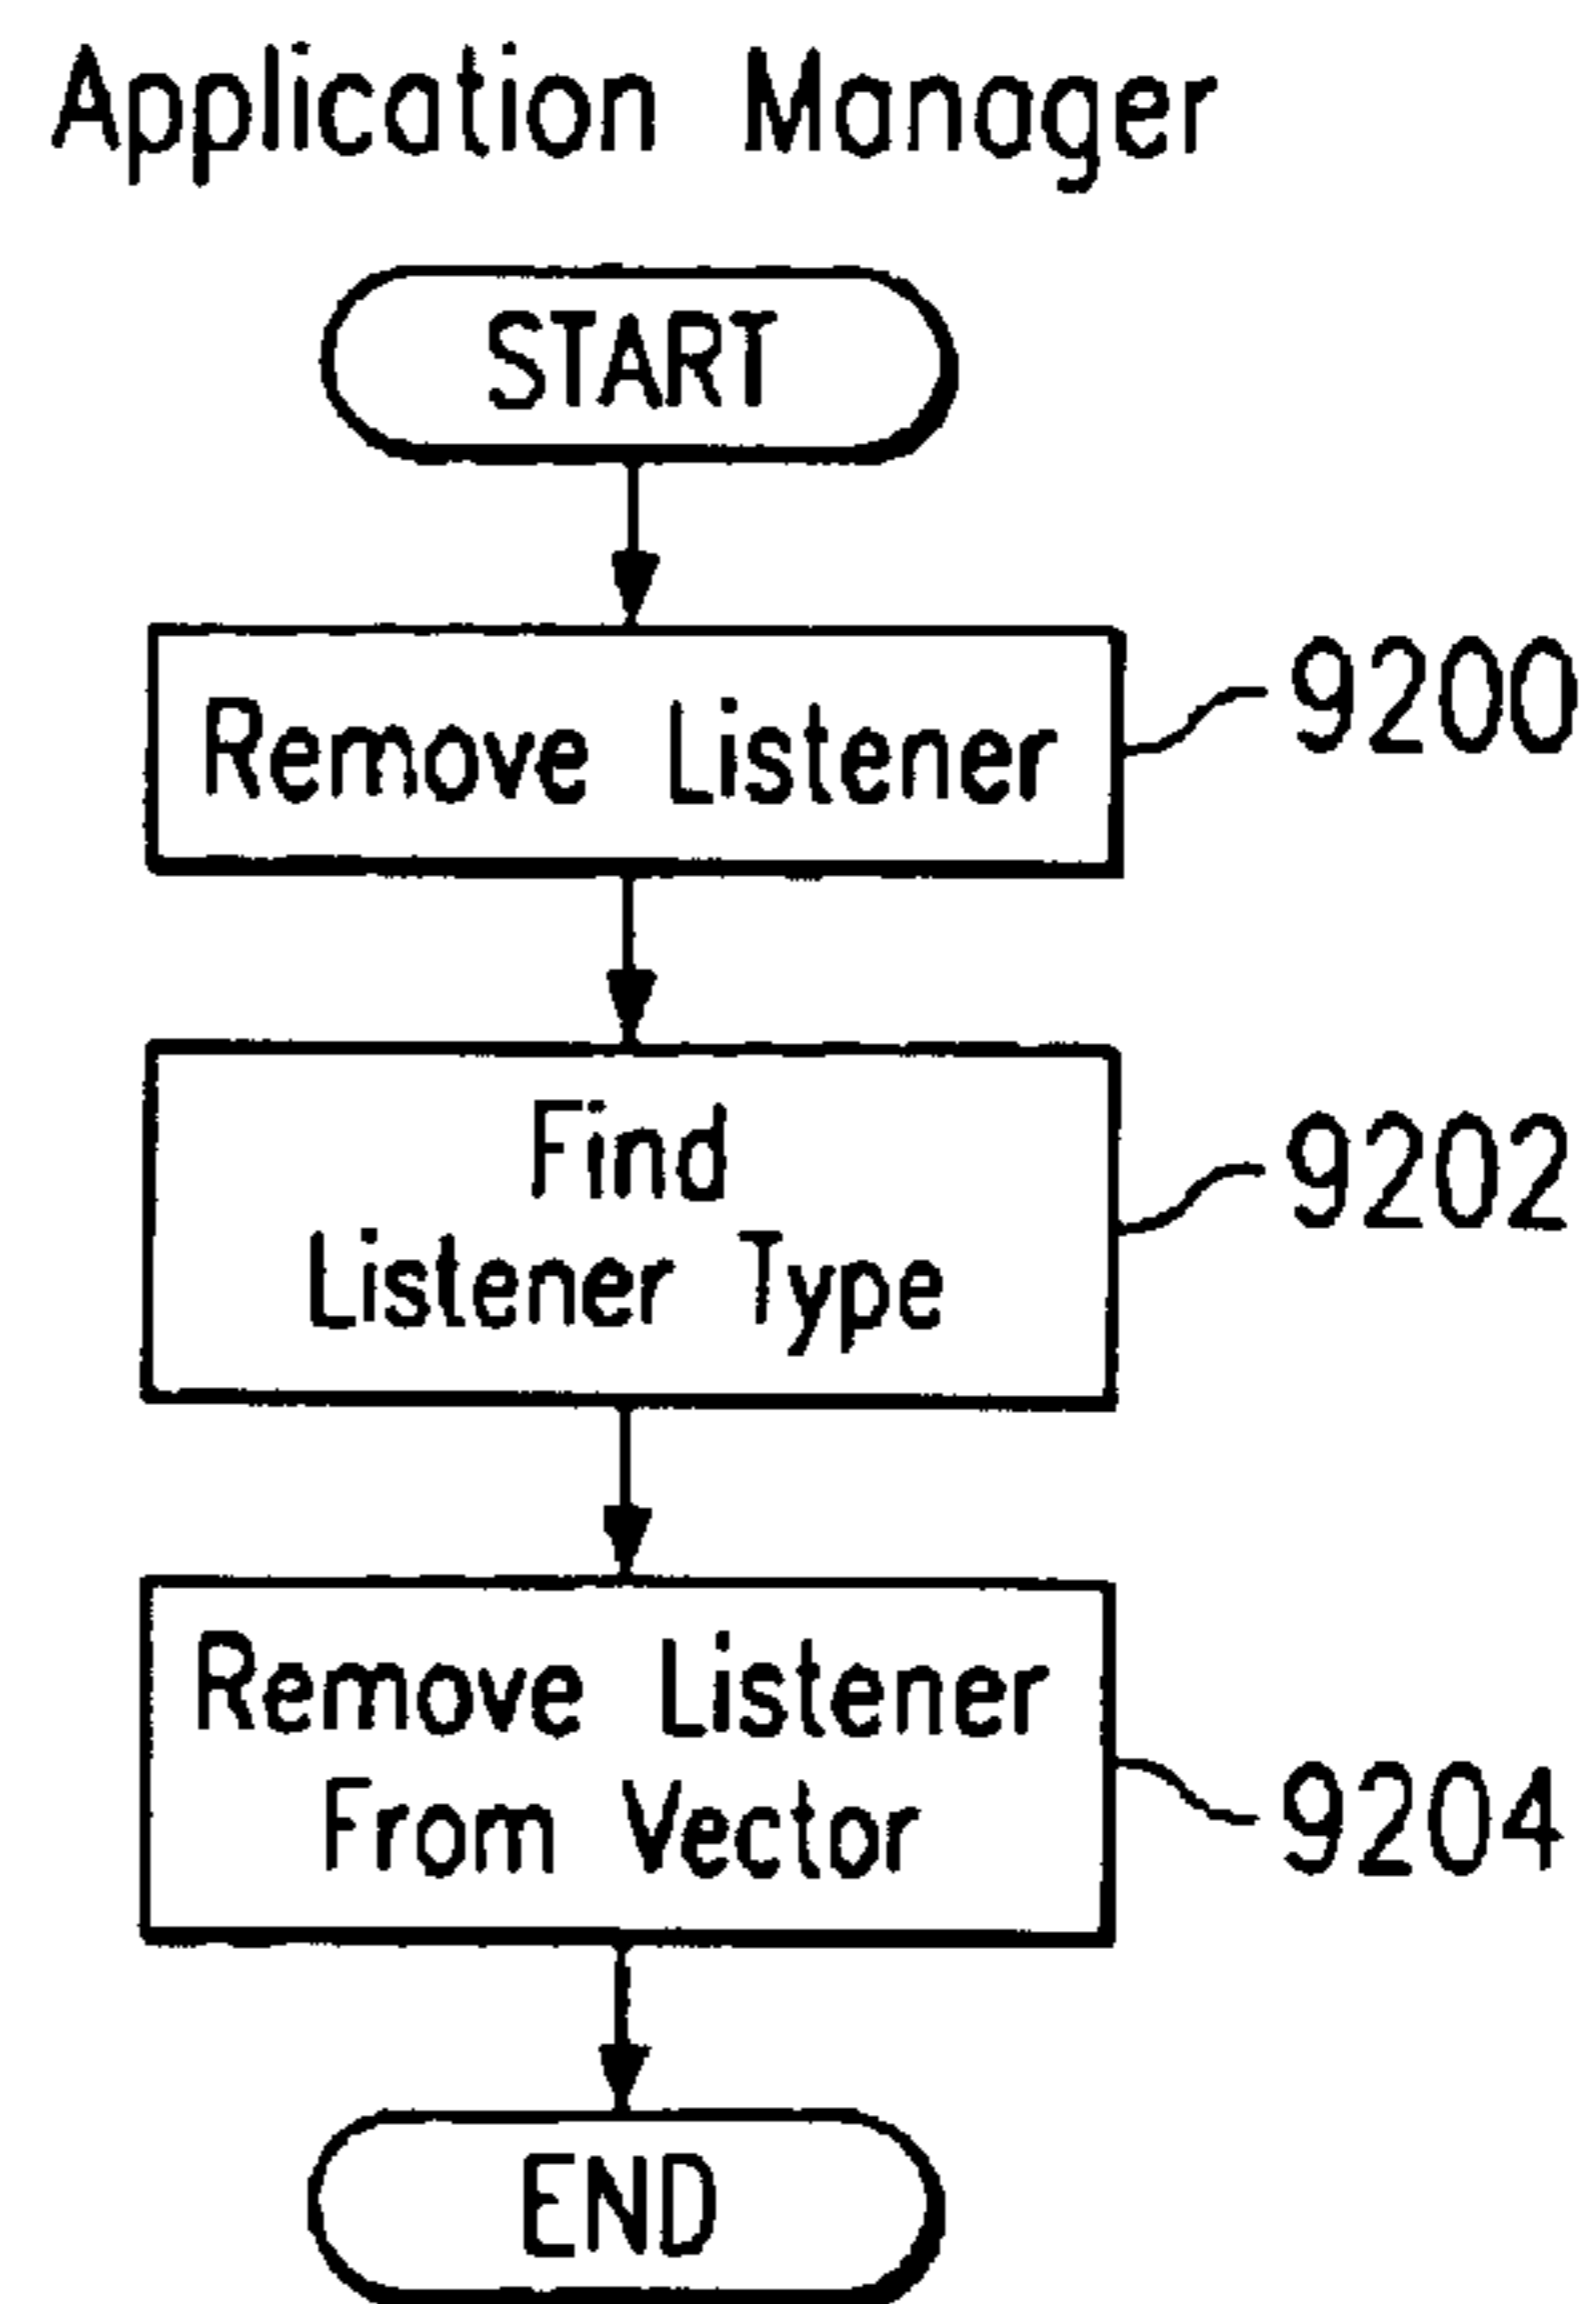 Application Manager
START
Remove Listener
9200
Find
Listener Type
9202
Remove Listener
From Vector
9204
END